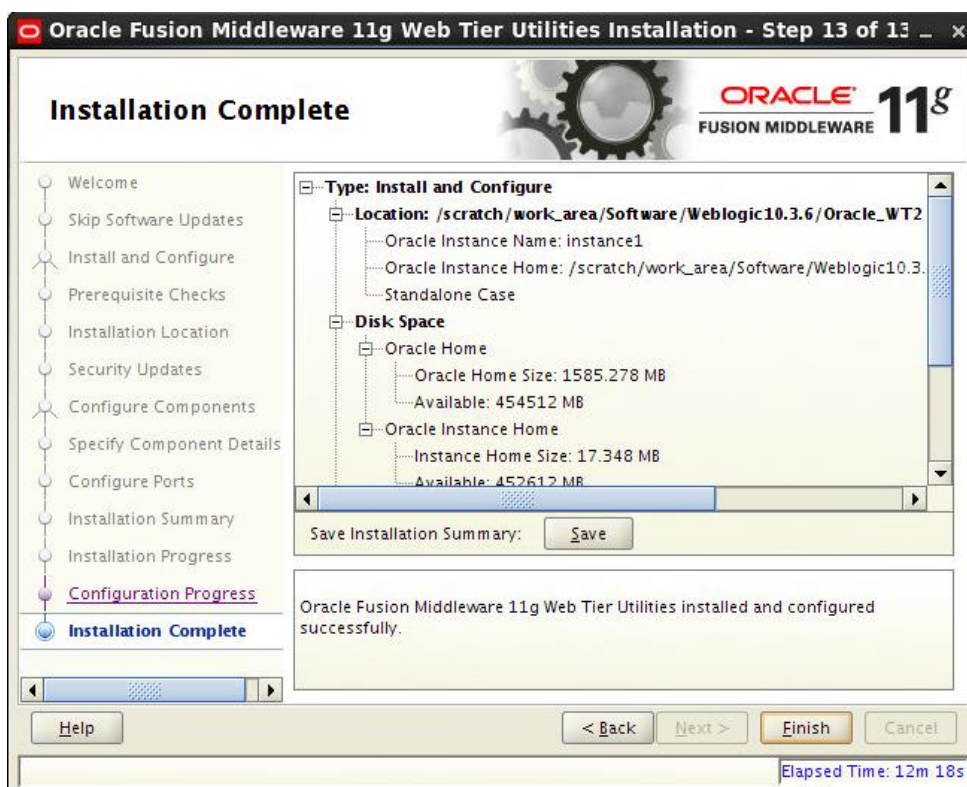 Oracle Fusion Middleware 11g Web Tier Utilities Installation - Step 13 of 13
Installation Complete
ORACLE
FUSION MIDDLEWARE
11g
Welcome
Skip Software Updates
Install and Configure
Prerequisite Checks
Installation Location
Security Updates
Configure Components
Specify Component Details
Configure Ports
Installation Summary
Installation Progress
Configuration Progress
Installation Complete
Type: Install and Configure
Location: /scratch/work_area/Software/Weblogic10.3.6/Oracle_WT2
Oracle Instance Name: instance1
Oracle Instance Home: /scratch/work_area/Software/Weblogic10.3.
Standalone Case
Disk Space
Oracle Home
Oracle Home Size: 1585.278 MB
Available: 454512 MB
Oracle Instance Home
Instance Home Size: 17.348 MB
Available: 452612 MB
Save Installation Summary: Save
Oracle Fusion Middleware 11g Web Tier Utilities installed and configured
successfully.
Help
< Back
Next >
Finish
Cancel
Elapsed Time: 12m 18s